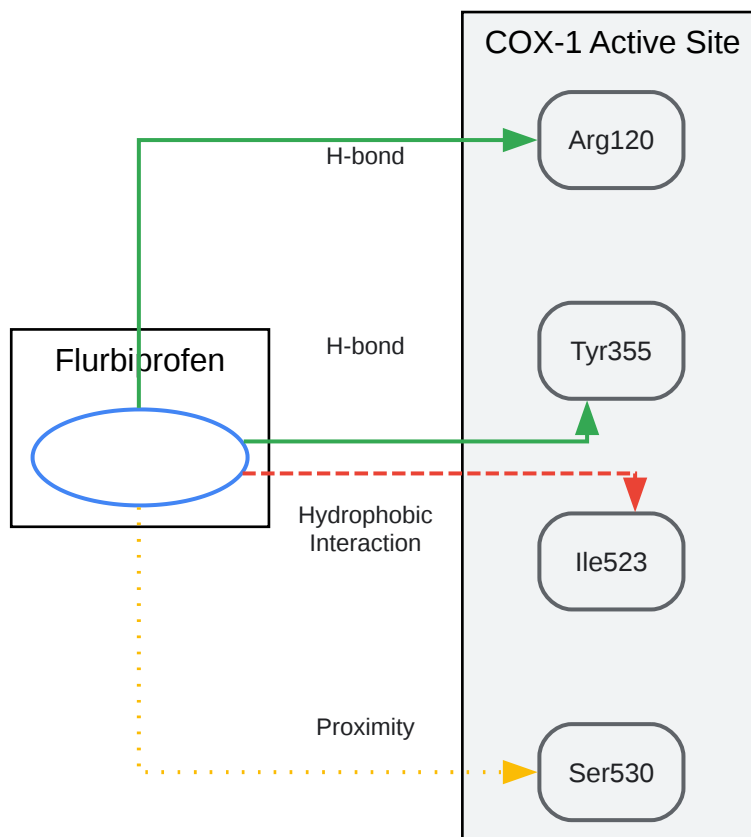 COX-1 Active Site
Arg120
H-bond
Tyr355
H-bond
Flurbiprofen
Hydrophobic
Interaction
Ile523
Proximity
Ser530